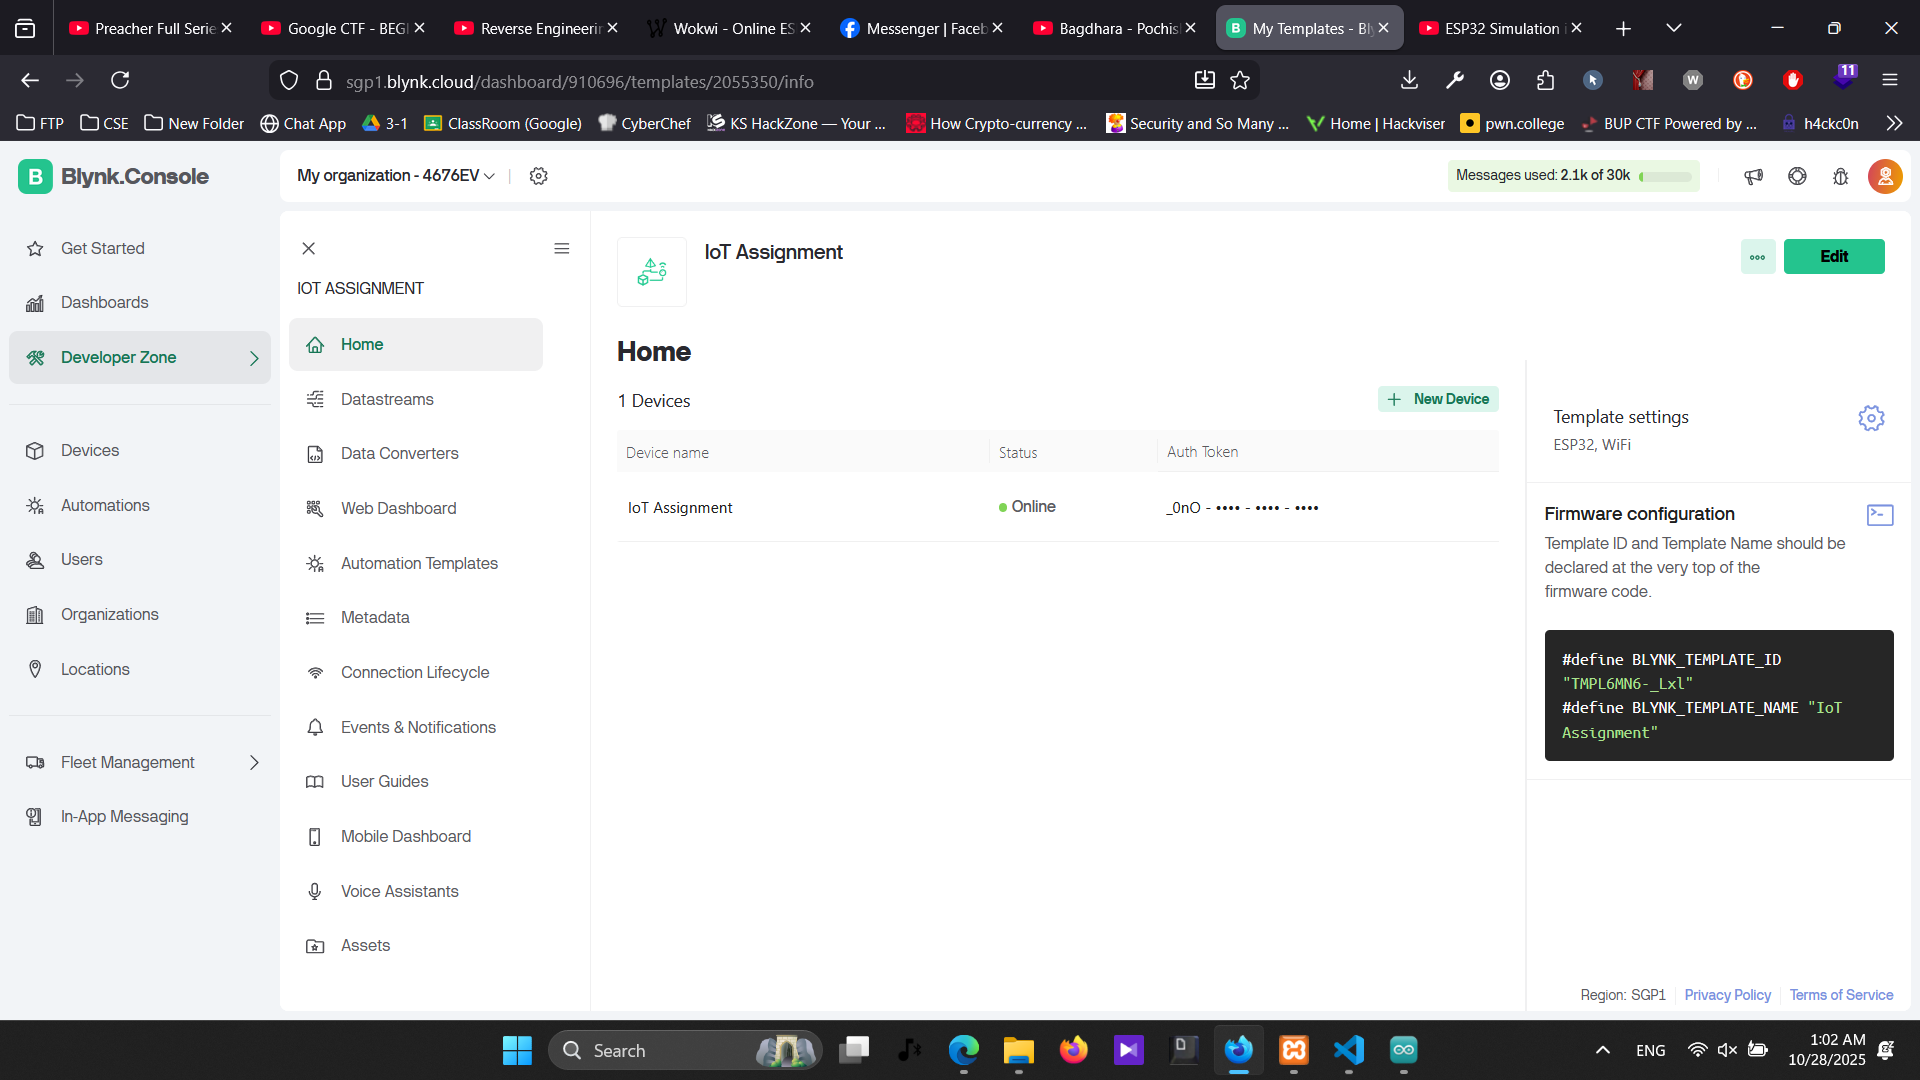 Preacher Full Serie
Google CTF - BEGI
Reverse Engineerin
Wokwi - Online ES
Messenger | Faceb
Bagdhara - Pochis
My Templates - Bly
ESP32 Simulation i
sgp1.blynk.cloud/dashboard/910696/templates/2055350/info
11
FTP
CSE
New Folder
Chat App
3-1
ClassRoom (Google)
CyberChef
KS HackZone — Your ...
How Crypto-currency ...
Security and So Many ...
Home | Hackviser
pwn.college
BUP CTF Powered by ...
h4ckc0n
B Blynk.Console
My organization - 4676EV
Messages used: 2.1k of 30k
Get Started
Dashboards
Developer Zone
Devices
Automations
Users
Organizations
Locations
Fleet Management
In-App Messaging
IOT ASSIGNMENT
Home
Datastreams
Data Converters
Web Dashboard
Automation Templates
Metadata
Connection Lifecycle
Events & Notifications
User Guides
Mobile Dashboard
Voice Assistants
Assets
IoT Assignment
Edit
Home
1 Devices
New Device
Device name
Status
Auth Token
IoT Assignment
Online
_0nO - •••• - •••• - ••••
Template settings
ESP32, WiFi
Firmware configuration
Template ID and Template Name should be
declared at the very top of the
firmware code.
#define BLYNK_TEMPLATE_ID
"TMPL6MN6-_Lxl"
#define BLYNK_TEMPLATE_NAME "IoT
Assignment"
Region: SGP1
Privacy Policy
Terms of Service
Search
ENG
1:02 AM
10/28/2025